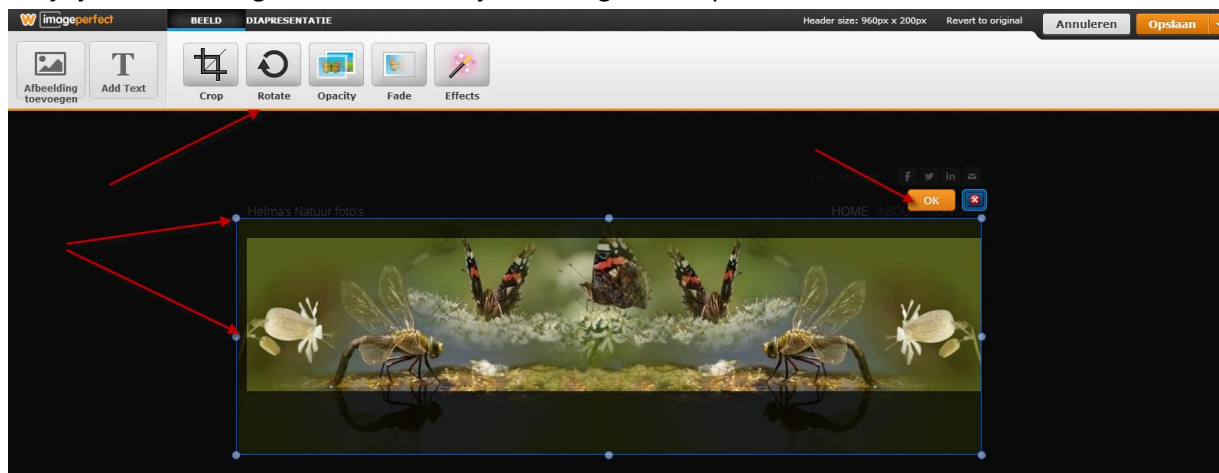 imageperfect
BEELD DIAPRESENTATIE
Header size: 960px x 200px Revert to original
Annuleren Opslaan
Afbeelding toevoegen
Add Text
Crop Rotate Opacity Fade Effects
OK
Helma's Natuur foto's
HOME